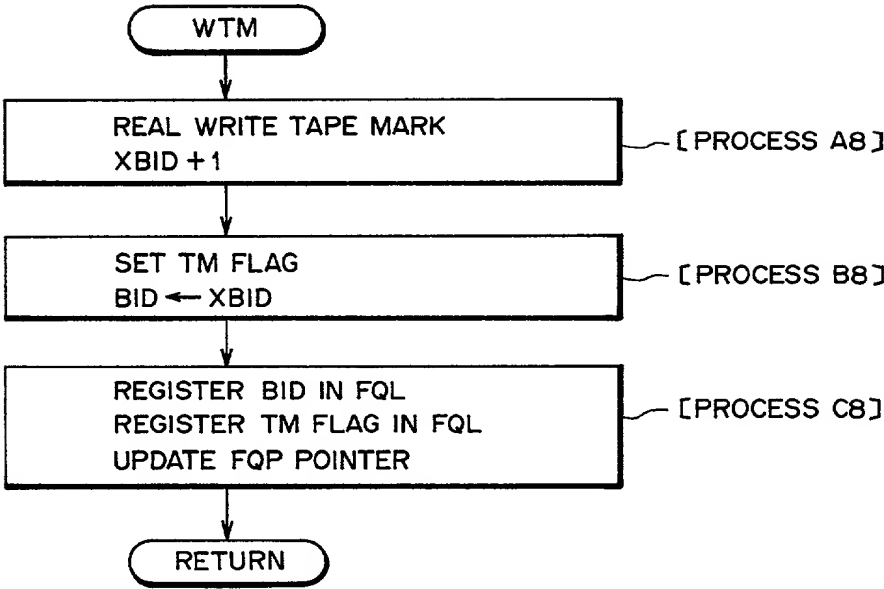 WTM
REAL WRITE TAPE MARK
XBID + 1
[PROCESS A8]
SET TM FLAG
BID ← XBID
[PROCESS B8]
REGISTER BID IN FQL
REGISTER TM FLAG IN FQL
UPDATE FQP POINTER
[PROCESS C8]
RETURN